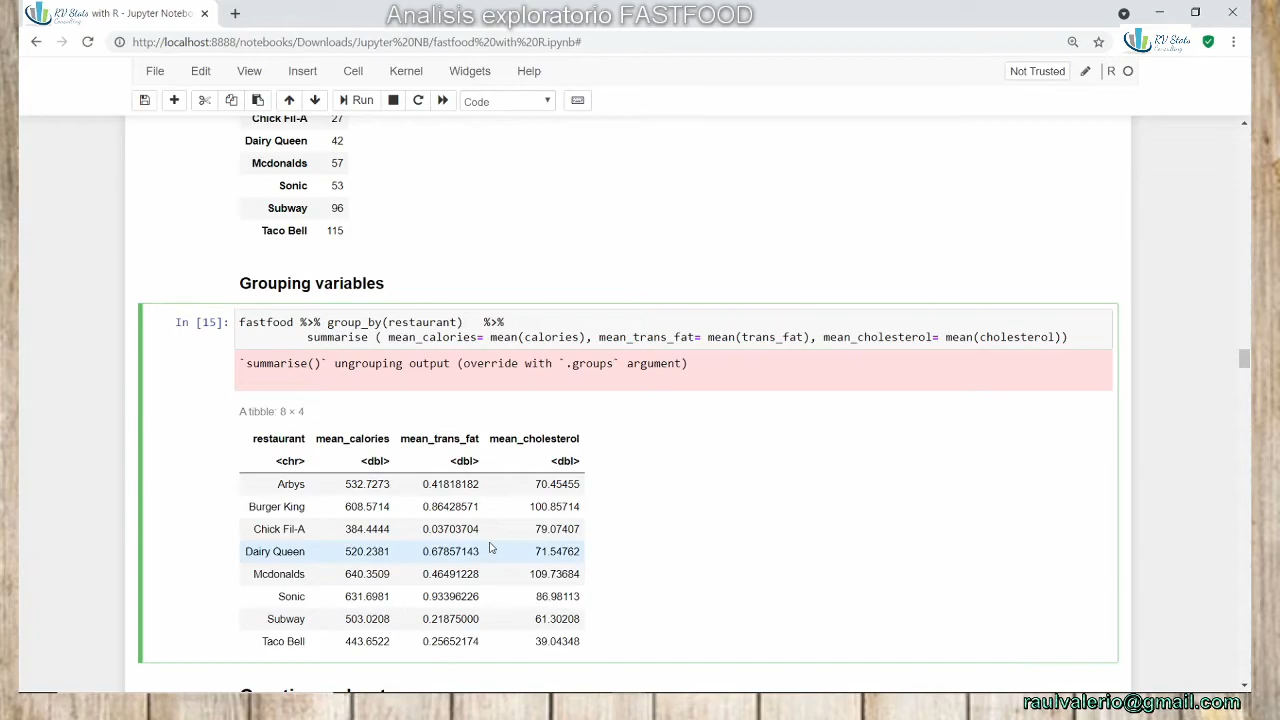 Analisis exploratorio FASTFOOD
with R - Jupyter Notebo
http://localhost:8888/notebooks/Downloads/Jupyter%20NB/fastfood%20with%20R.ipynb#
RV Stats
Consulting
File Edit View Insert Cell Kernel Widgets Help Not Trusted R
Run Code
Chick Fil-A 27
Dairy Queen 42
Mcdonalds 57
Sonic 53
Subway 96
Taco Bell 115
Grouping variables
In [15]: fastfood %>% group_by(restaurant) %>%
summarise ( mean_calories= mean(calories), mean_trans_fat= mean(trans_fat), mean_cholesterol= mean(cholesterol))
`summarise()` ungrouping output (override with `.groups` argument)
A tibble: 8 × 4
restaurant mean_calories mean_trans_fat mean_cholesterol
<chr> <dbl> <dbl> <dbl>
Arbys 532.7273 0.41818182 70.45455
Burger King 608.5714 0.86428571 100.85714
Chick Fil-A 384.4444 0.03703704 79.07407
Dairy Queen 520.2381 0.67857143 71.54762
Mcdonalds 640.3509 0.46491228 109.73684
Sonic 631.6981 0.93396226 86.98113
Subway 503.0208 0.21875000 61.30208
Taco Bell 443.6522 0.25652174 39.04348
raulvalerio@gmail.com